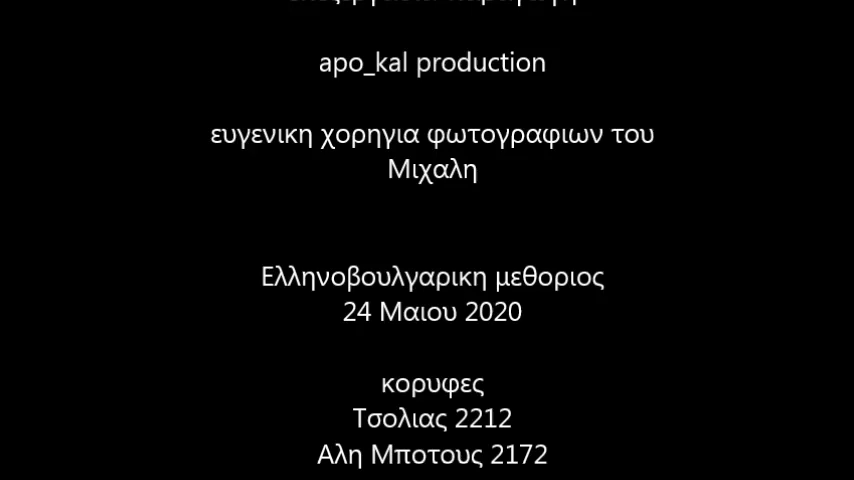 apo_kal production
ευγενικη χορηγια φωτογραφιων του
Μιχαλη
Ελληνοβουλγαρικη μεθοριος
24 Μαιου 2020
κορυφες
Τσολιας 2212
Αλη Μποτους 2172